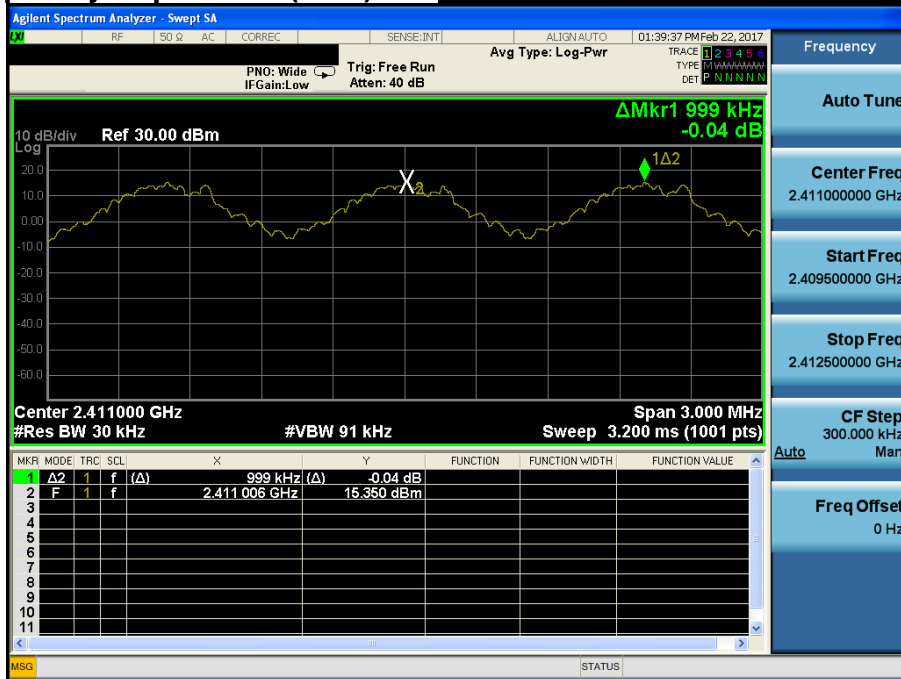 Agilent Spectrum Analyzer - Swept SA
LXI RF 50 Ω AC CORREC SENSE:INT ALIGN AUTO 01:39:37 PM Feb 22, 2017
Avg Type: Log-Pwr
TRACE 1 2 3 4 5 6
TYPE M WWWWW
DET P N N N N N
PNO: Wide
IFGain:Low
Trig: Free Run
Atten: 40 dB
ΔMkr1 999 kHz
-0.04 dB
10 dB/div Ref 30.00 dBm
Log
1Δ2
20.0
X2
10.0
0.00
-10.0
-20.0
-30.0
-40.0
-50.0
-60.0
Center 2.411000 GHz Span 3.000 MHz
#Res BW 30 kHz #VBW 91 kHz Sweep 3.200 ms (1001 pts)
MKR MODE TRC SCL X Y FUNCTION FUNCTION WIDTH FUNCTION VALUE
1 Δ2 1 f (Δ) 999 kHz (Δ) -0.04 dB
2 F 1 f 2.411 006 GHz 15.350 dBm
3
4
5
6
7
8
9
10
11
MSG STATUS
Frequency
Auto Tune
Center Freq
2.411000000 GHz
Start Freq
2.409500000 GHz
Stop Freq
2.412500000 GHz
CF Step
300.000 kHz
Auto Man
Freq Offset
0 Hz